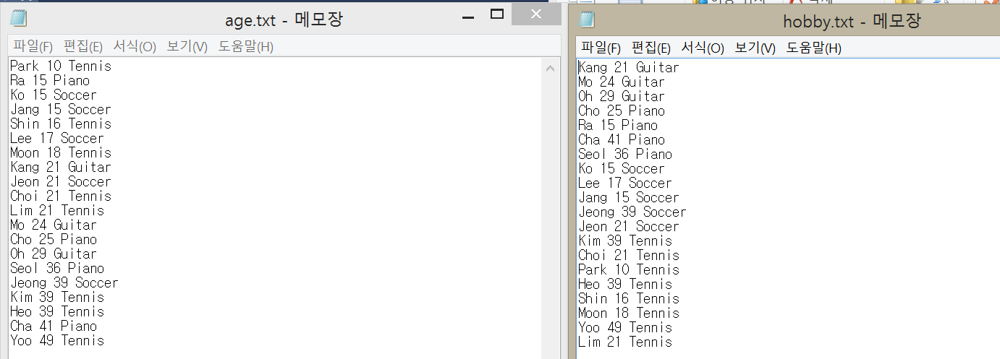 age.txt - 메모장
파일(F) 편집(E) 서식(O) 보기(V) 도움말(H)
Park 10 Tennis
Ra 15 Piano
Ko 15 Soccer
Jang 15 Soccer
Shin 16 Tennis
Lee 17 Soccer
Moon 18 Tennis
Kang 21 Guitar
Jeon 21 Soccer
Choi 21 Tennis
Lim 21 Tennis
Mo 24 Guitar
Cho 25 Piano
Oh 29 Guitar
Seol 36 Piano
Jeong 39 Soccer
Kim 39 Tennis
Heo 39 Tennis
Cha 41 Piano
Yoo 49 Tennis
hobby.txt - 메모장
파일(F) 편집(E) 서식(O) 보기(V) 도움말(H)
Kang 21 Guitar
Mo 24 Guitar
Oh 29 Guitar
Cho 25 Piano
Ra 15 Piano
Cha 41 Piano
Seol 36 Piano
Ko 15 Soccer
Lee 17 Soccer
Jang 15 Soccer
Jeong 39 Soccer
Jeon 21 Soccer
Kim 39 Tennis
Choi 21 Tennis
Park 10 Tennis
Heo 39 Tennis
Shin 16 Tennis
Moon 18 Tennis
Yoo 49 Tennis
Lim 21 Tennis